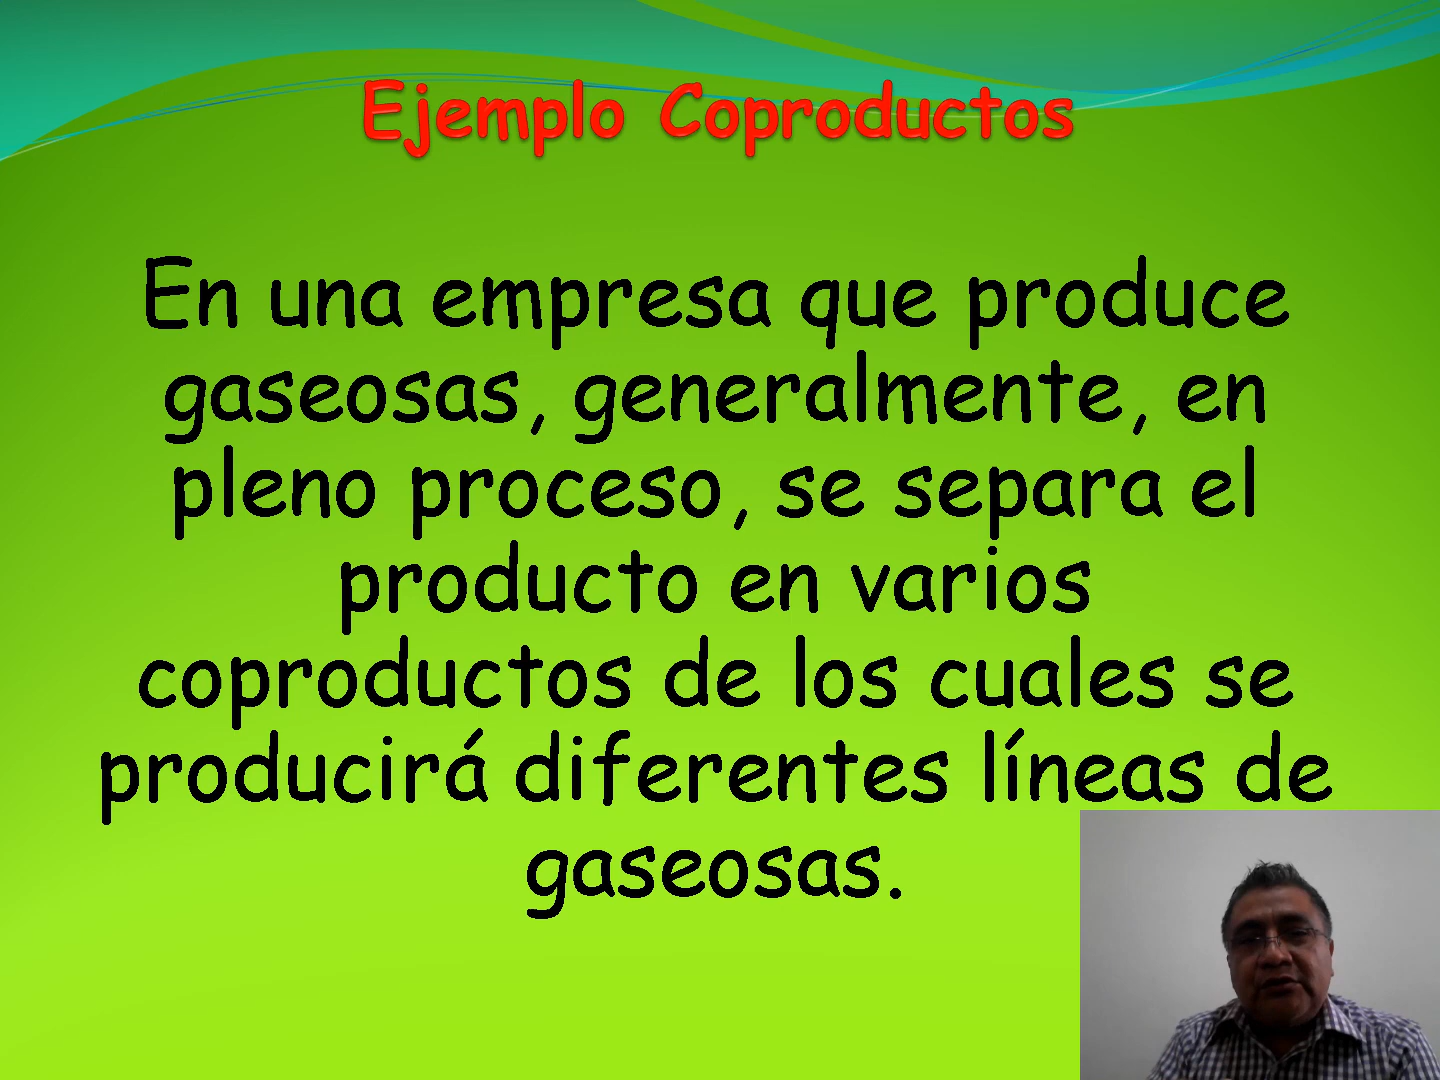 Ejemplo Coproductos
En una empresa que produce
gaseosas, generalmente, en
pleno proceso, se separa el
producto en varios
coproductos de los cuales se
producirá diferentes líneas de
gaseosas.